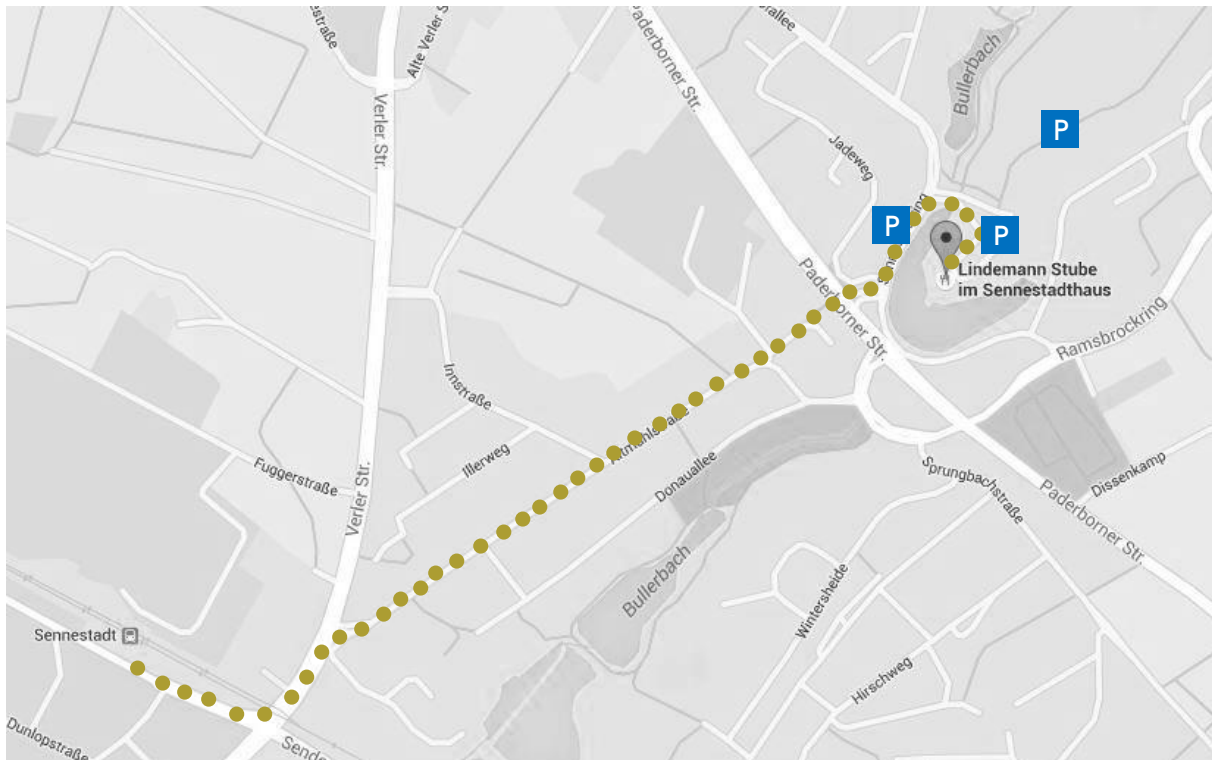 Alte Verler Str.
Paderborner Str.
Bullerbach
Verler Str.
P
Jadeweg
P
P
Lindemann Stube
im Sennestadthaus
Paderborner Str.
Ramsbrockring
Innstraße
Illerweg
Fuggerstraße
Donauallee
Verler Str.
Sprungbachstraße
Dissenkamp
Paderborner Str.
Bullerbach
Wintersheide
Sennestadt
Hirschweg
Dunlopstraße